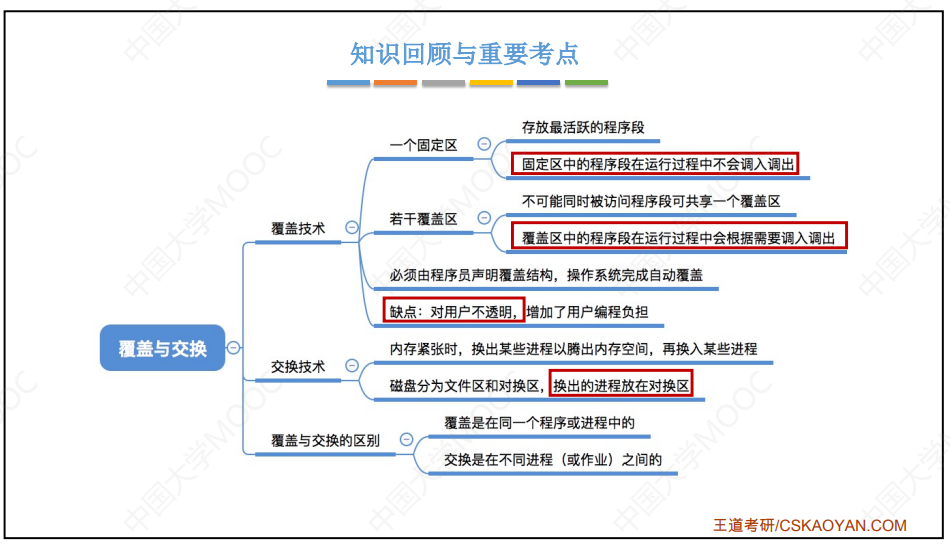 知识回顾与重要考点
存放最活跃的程序段
一个固定区
固定区中的程序段在运行过程中不会调入调出
不可能同时被访问程序段可共享一个覆盖区
若干覆盖区
覆盖技术
覆盖区中的程序段在运行过程中会根据需要调入调出
必须由程序员声明覆盖结构，操作系统完成自动覆盖
缺点：对用户不透明，增加了用户编程负担
覆盖与交换
内存紧张时，换出某些进程以腾出内存空间，再换入某些进程
交换技术
磁盘分为文件区和对换区，换出的进程放在对换区
覆盖是在同一个程序或进程中的
覆盖与交换的区别
交换是在不同进程（或作业）之间的
王道考研/CSKAOYAN.COM
中国大学MOOC